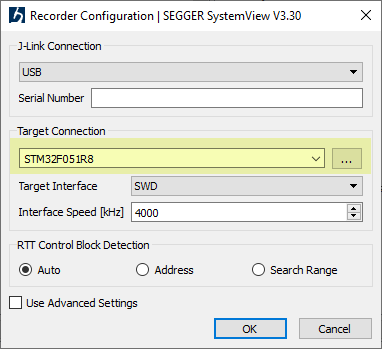 Recorder Configuration | SEGGER SystemView V3.30
J-Link Connection
USB
Serial Number
Target Connection
STM32F051R8
...
Target Interface SWD
Interface Speed [kHz] 4000
RTT Control Block Detection
Auto Address Search Range
Use Advanced Settings
OK Cancel